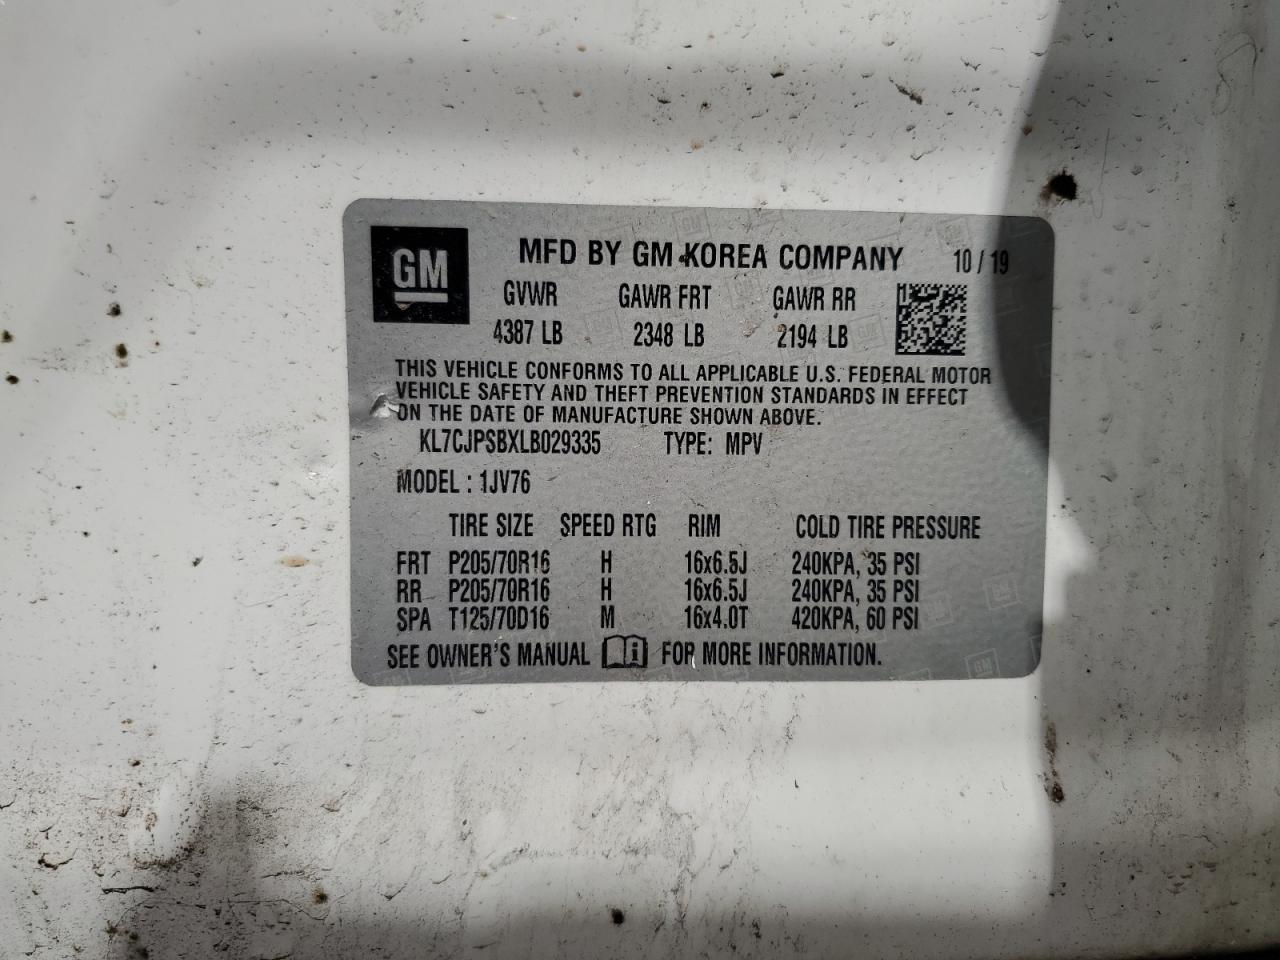 GM
MFD BY GM KOREA COMPANY 10/19
GVWR GAWR FRT GAWR RR
4387 LB 2348 LB 2194 LB
THIS VEHICLE CONFORMS TO ALL APPLICABLE U.S. FEDERAL MOTOR
VEHICLE SAFETY AND THEFT PREVENTION STANDARDS IN EFFECT
ON THE DATE OF MANUFACTURE SHOWN ABOVE.
KL7CJPSBXLB029335 TYPE: MPV
MODEL : 1JV76
TIRE SIZE SPEED RTG RIM COLD TIRE PRESSURE
FRT P205/70R16 H 16x6.5J 240KPA, 35 PSI
RR P205/70R16 H 16x6.5J 240KPA, 35 PSI
SPA T125/70D16 M 16x4.0T 420KPA, 60 PSI
SEE OWNER'S MANUAL i FOR MORE INFORMATION.